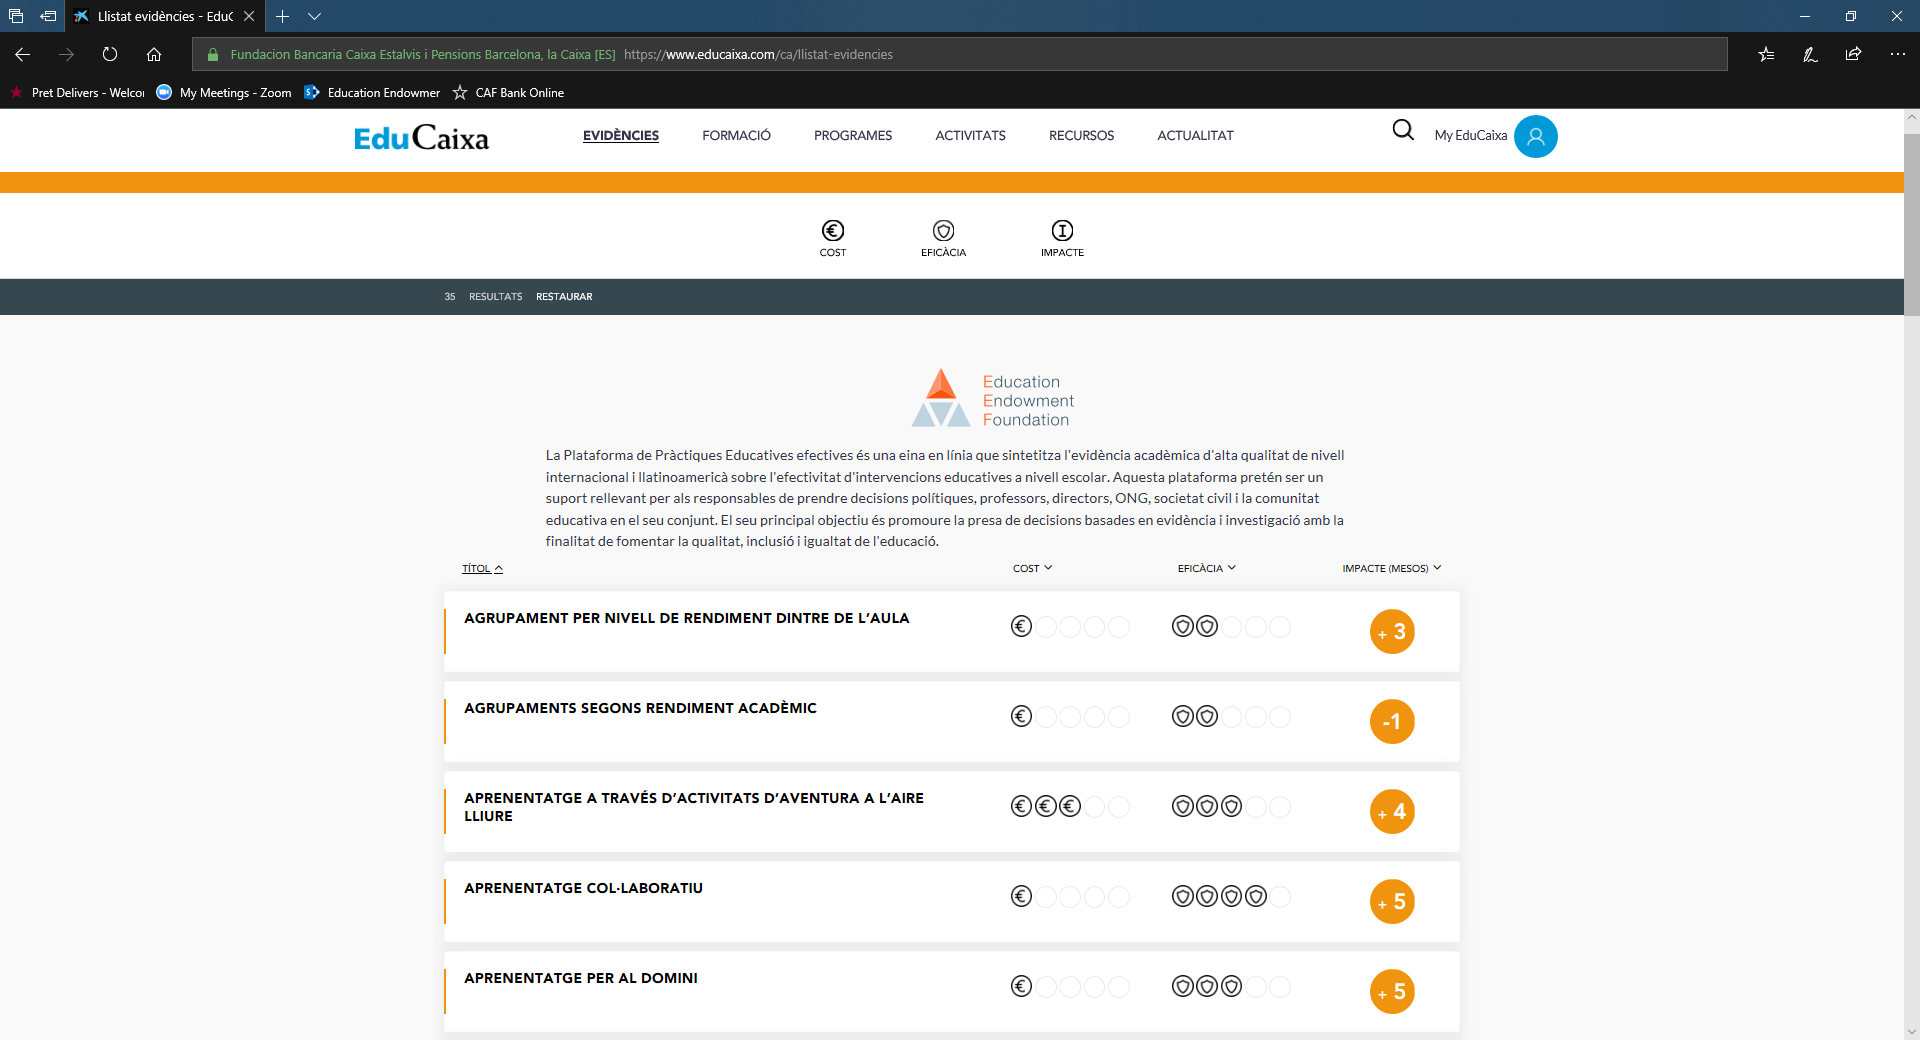 Llistat evidències - EduC
Fundacion Bancaria Caixa Estalvis i Pensions Barcelona, la Caixa [ES] https://www.educaixa.com/ca/llistat-evidencies
Pret Delivers - Welcor My Meetings - Zoom Education Endowmer CAF Bank Online
EduCaixa EVIDÈNCIES FORMACIÓ PROGRAMES ACTIVITATS RECURSOS ACTUALITAT My EduCaixa
COST EFICÀCIA IMPACTE
35 RESULTATS RESTAURAR
Education
Endowment
Foundation
La Plataforma de Pràctiques Educatives efectives és una eina en línia que sintetitza l'evidència acadèmica d'alta qualitat de nivell
internacional i llatinoamericà sobre l'efectivitat d'intervencions educatives a nivell escolar. Aquesta plataforma pretén ser un
suport rellevant per als responsables de prendre decisions polítiques, professors, directors, ONG, societat civil i la comunitat
educativa en el seu conjunt. El seu principal objectiu és promoure la presa de decisions basades en evidència i investigació amb la
finalitat de fomentar la qualitat, inclusió i igualtat de l'educació.
TÍTOL COST EFICÀCIA IMPACTE (MESOS)
AGRUPAMENT PER NIVELL DE RENDIMENT DINTRE DE L’AULA + 3
AGRUPAMENTS SEGONS RENDIMENT ACADÈMIC -1
APRENENTATGE A TRAVÉS D’ACTIVITATS D’AVENTURA A L’AIRE
LLIURE + 4
APRENENTATGE COL·LABORATIU + 5
APRENENTATGE PER AL DOMINI + 5